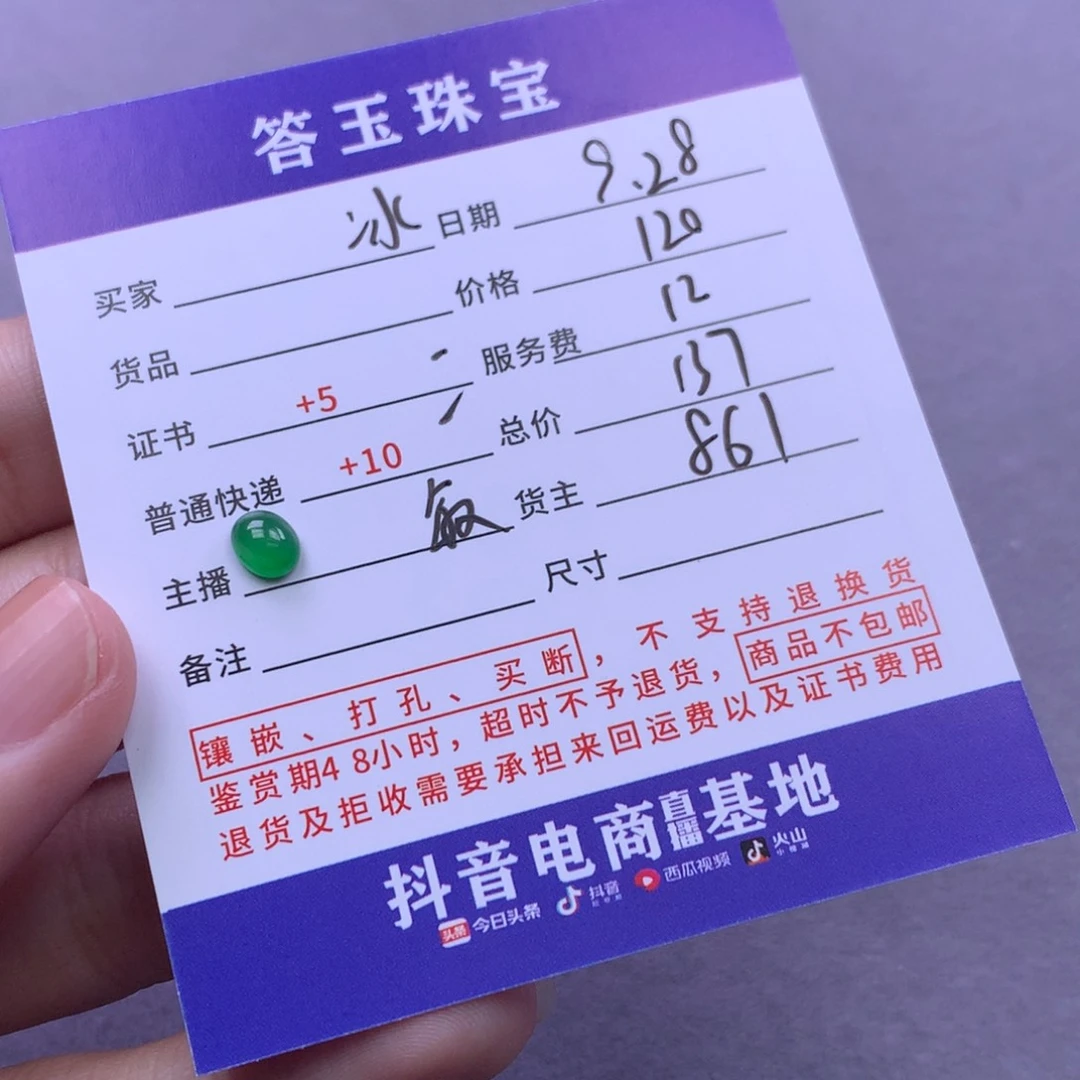 答玉珠宝
买家 冰 日期 9.28
货品 价格 120
证书 +5 - 服务费 12
普通快递 +10 - 总价 137
主播 敏 货主 861
备注 尺寸
镶嵌、打孔、买断，不支持退换货
鉴赏期48小时，超时不予退货，商品不包邮
退货及拒收需要承担来回运费以及证书费用
抖音电商直播基地
头条 今日头条 抖音 西瓜视频 火山